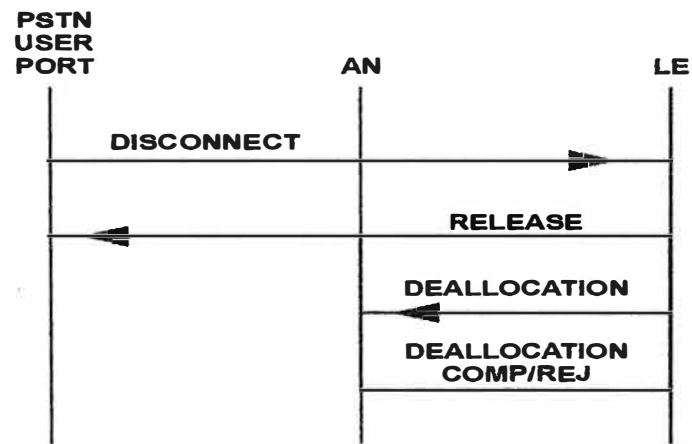 PSTN
USER
PORT
AN
LE
DISCONNECT
RELEASE
DEALLOCATION
DEALLOCATION
COMP/REJ